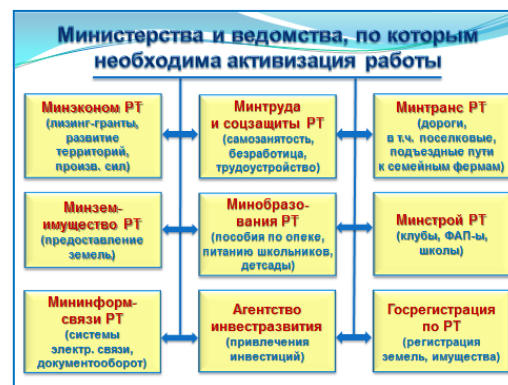 Министерства и ведомства, по которым
необходима активизация работы
Минэконом РТ
(лизинг-гранты,
развитие
территорий,
произв. сил)
Минтруда
и соцзащиты РТ
(самозанятость,
безработица,
трудоустройство)
Минтранс РТ
(дороги,
в т.ч. поселковые,
подъездные пути
к семейным фермам)
Минзем-
имущество РТ
(предоставление
земель)
Минобразо-
вания РТ
(пособия по опеке,
питанию школьников,
детсады)
Минстрой РТ
(клубы, ФАП-ы,
школы)
Мининформ-
связи РТ
(системы
электр. связи,
документооборот)
Агентство
инвестразвития
(привлечения
инвестиций)
Госрегистрация
по РТ
(регистрация
земель, имущества)